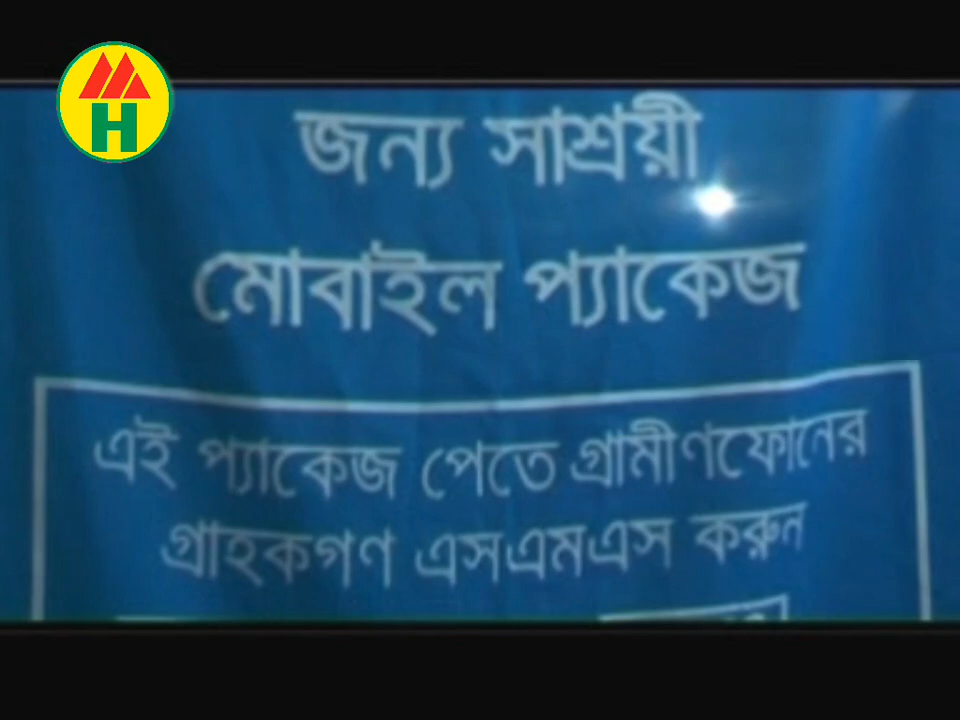 H
জন্য সাশ্রয়ী
মোবাইল প্যাকেজ
এই প্যাকেজ পেতে গ্রামীণফোনের
গ্রাহকগণ এসএমএস করুন